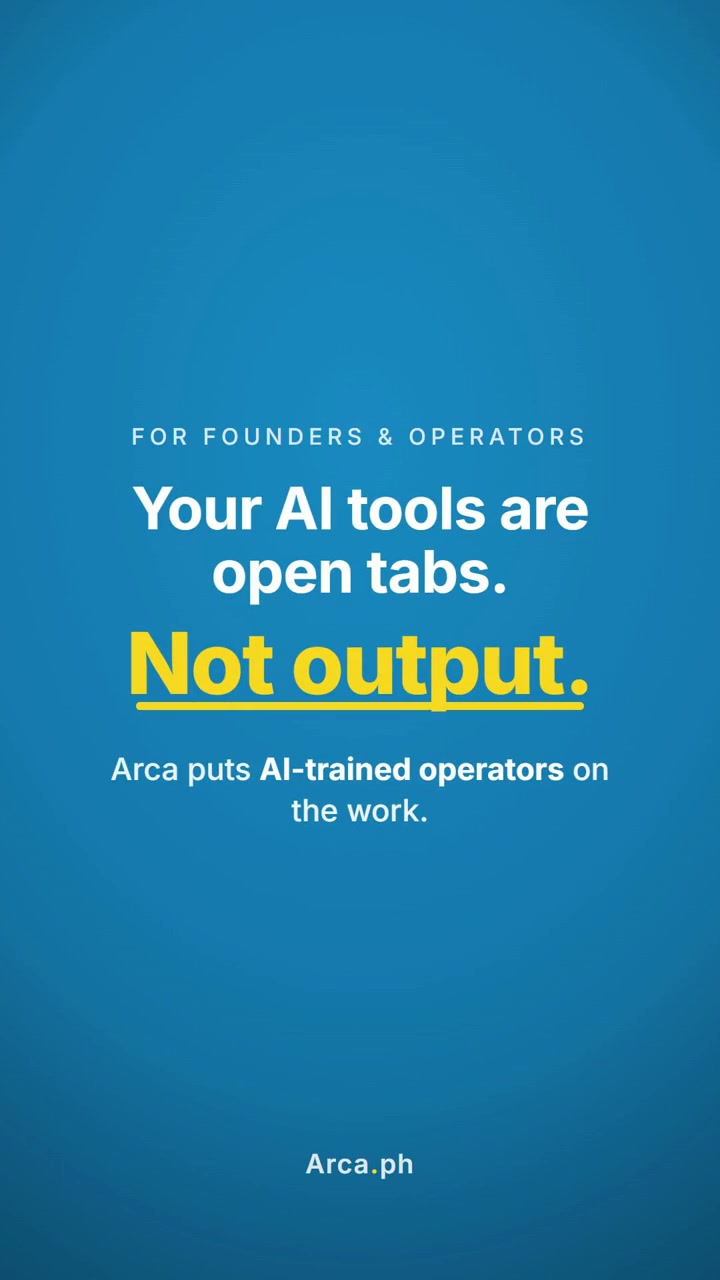 FOR FOUNDERS & OPERATORS
Your AI tools are
open tabs.
Not output.
Arca puts AI-trained operators on
the work.
Arca.ph